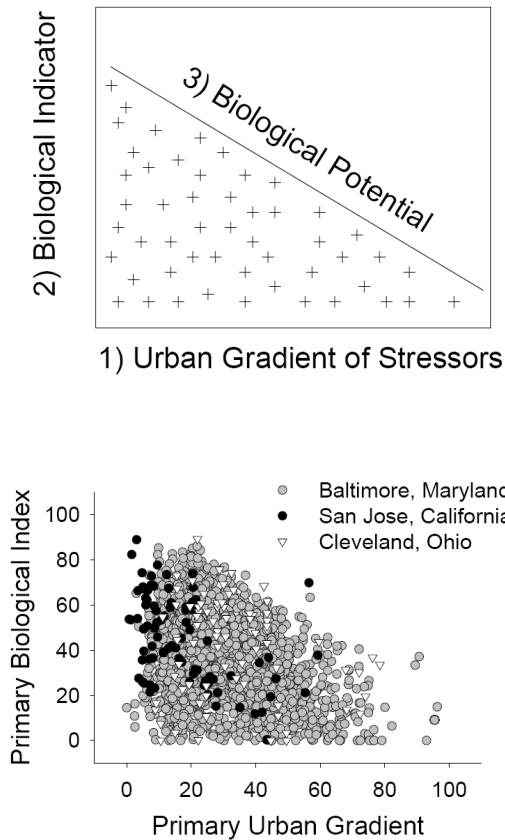 2) Biological Indicator
3) Biological Potential
1) Urban Gradient of Stressors
Baltimore, Maryland
San Jose, California
Cleveland, Ohio
Primary Biological Index
100
80
60
40
20
0
0 20 40 60 80 100
Primary Urban Gradient